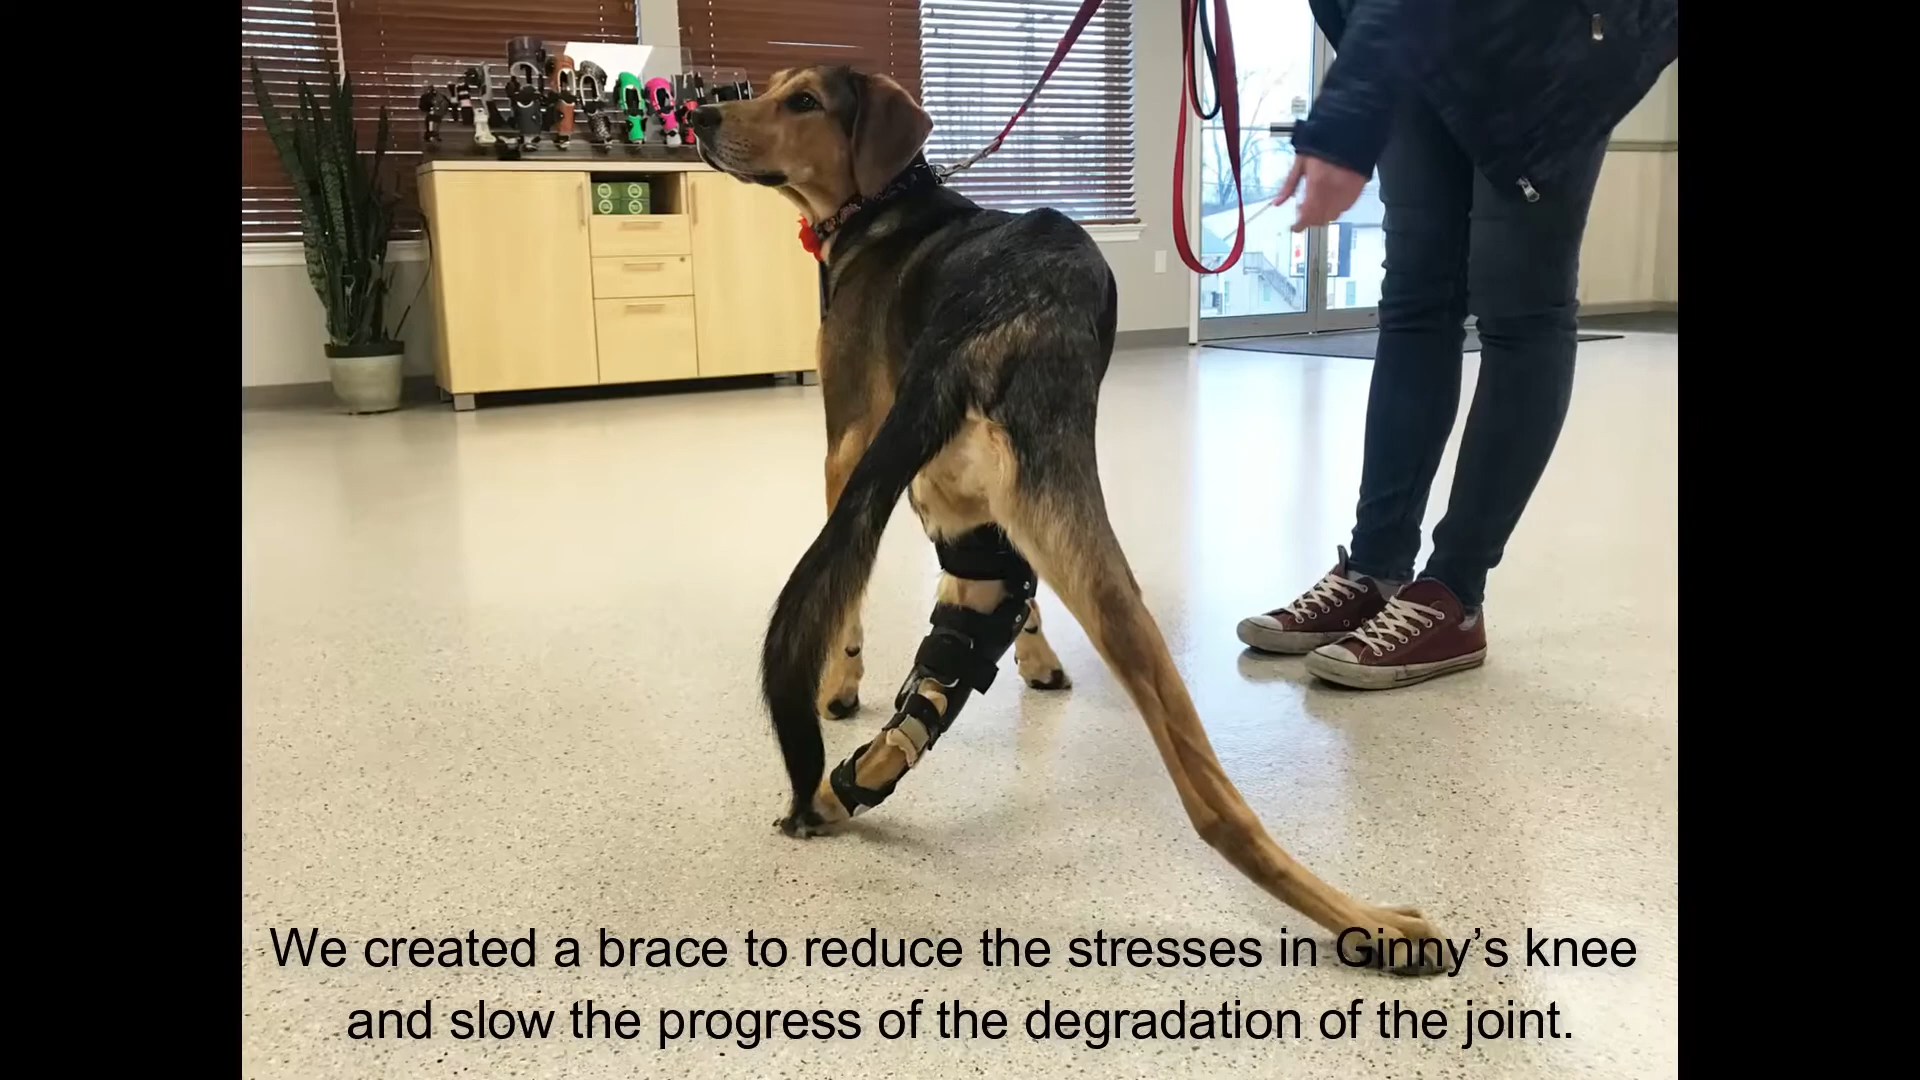 We created a brace to reduce the stresses in Ginny’s knee
and slow the progress of the degradation of the joint.